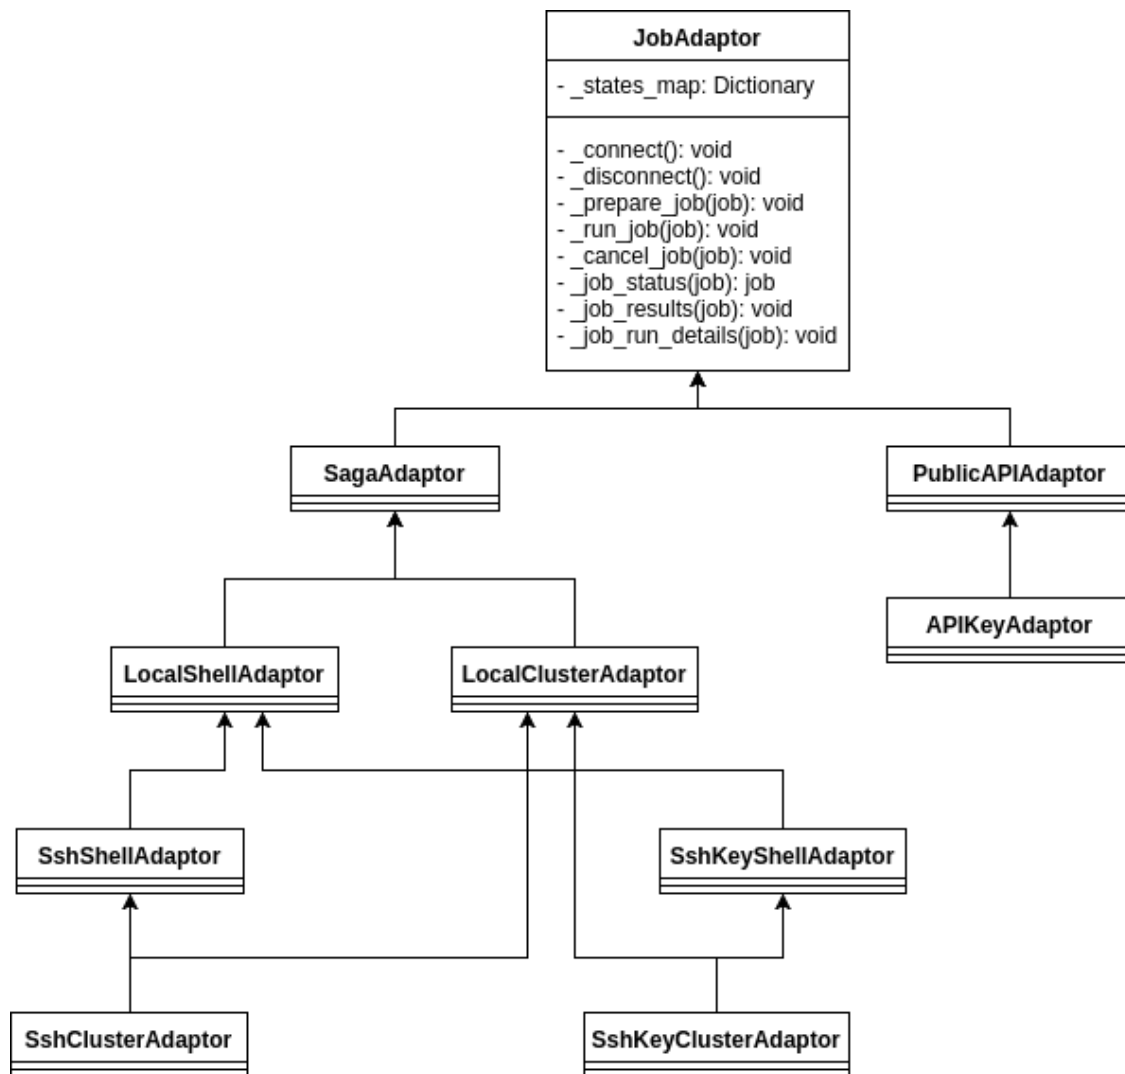 JobAdaptor
- _states_map: Dictionary
- _connect(): void
- _disconnect(): void
- _prepare_job(job): void
- _run_job(job): void
- _cancel_job(job): void
- _job_status(job): job
- _job_results(job): void
- _job_run_details(job): void
SagaAdaptor
PublicAPIAdaptor
APIKeyAdaptor
LocalShellAdaptor
LocalClusterAdaptor
SshShellAdaptor
SshKeyShellAdaptor
SshClusterAdaptor
SshKeyClusterAdaptor